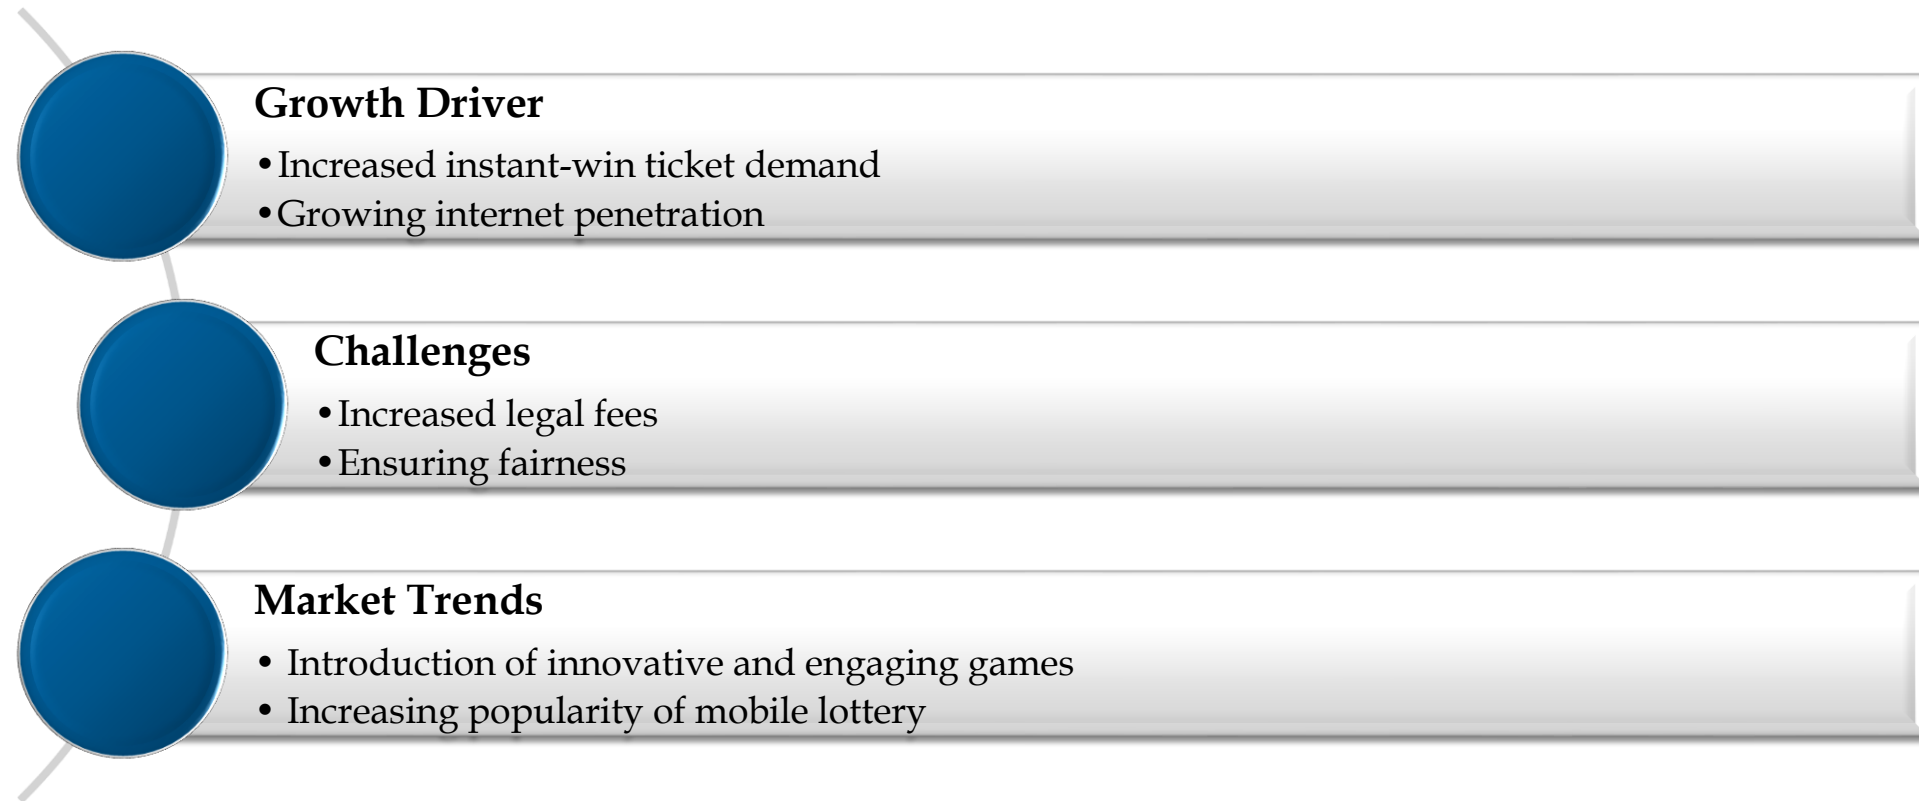 Growth Driver
•Increased instant-win ticket demand
•Growing internet penetration
Challenges
•Increased legal fees
•Ensuring fairness
Market Trends
• Introduction of innovative and engaging games
• Increasing popularity of mobile lottery